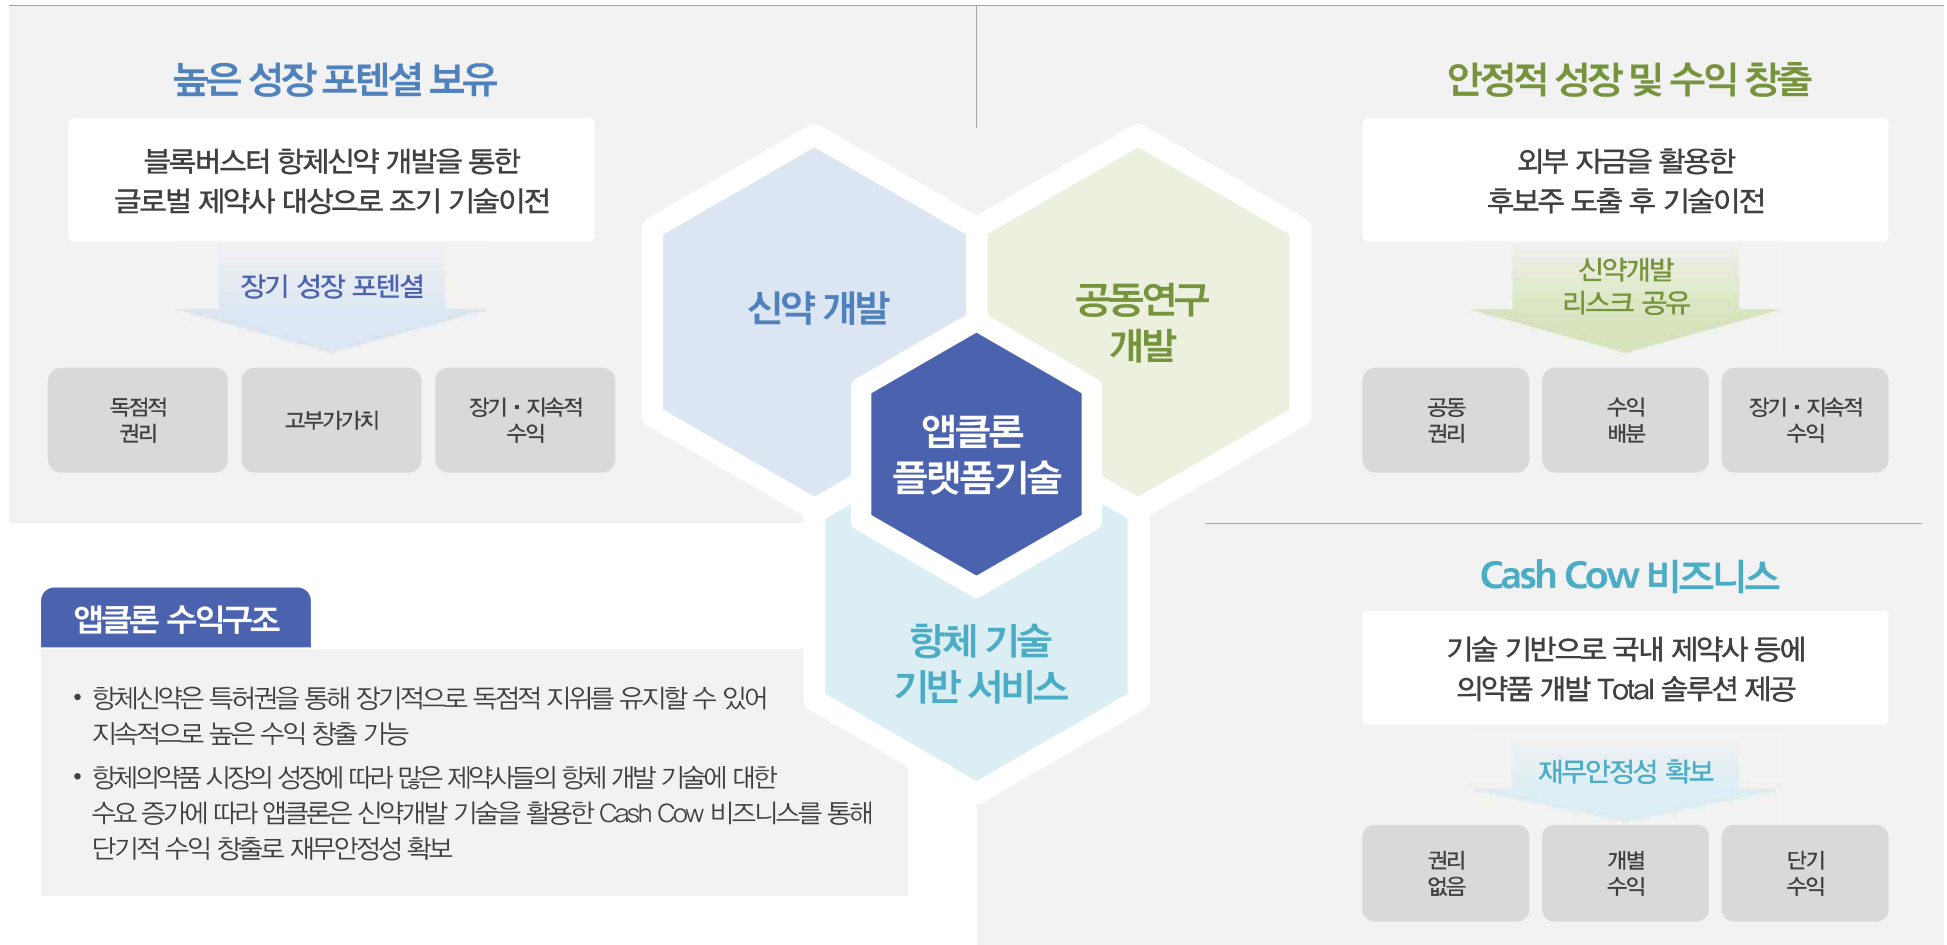 높은 성장 포텐셜 보유
블록버스터 항체신약 개발을 통한
글로벌 제약사 대상으로 조기 기술이전
장기 성장 포텐셜
독점적
권리
고부가가치
장기・지속적
수익
신약 개발
공동연구
개발
앱클론
플랫폼기술
항체 기술
기반 서비스
안정적 성장 및 수익 창출
외부 자금을 활용한
후보주 도출 후 기술이전
신약개발
리스크 공유
공동
권리
수익
배분
장기・지속적
수익
Cash Cow 비즈니스
기술 기반으로 국내 제약사 등에
의약품 개발 Total 솔루션 제공
재무안정성 확보
권리
없음
개별
수익
단기
수익
앱클론 수익구조
• 항체신약은 특허권을 통해 장기적으로 독점적 지위를 유지할 수 있어
지속적으로 높은 수익 창출 가능
• 항체의약품 시장의 성장에 따라 많은 제약사들의 항체 개발 기술에 대한
수요 증가에 따라 앱클론은 신약개발 기술을 활용한 Cash Cow 비즈니스를 통해
단기적 수익 창출로 재무안정성 확보